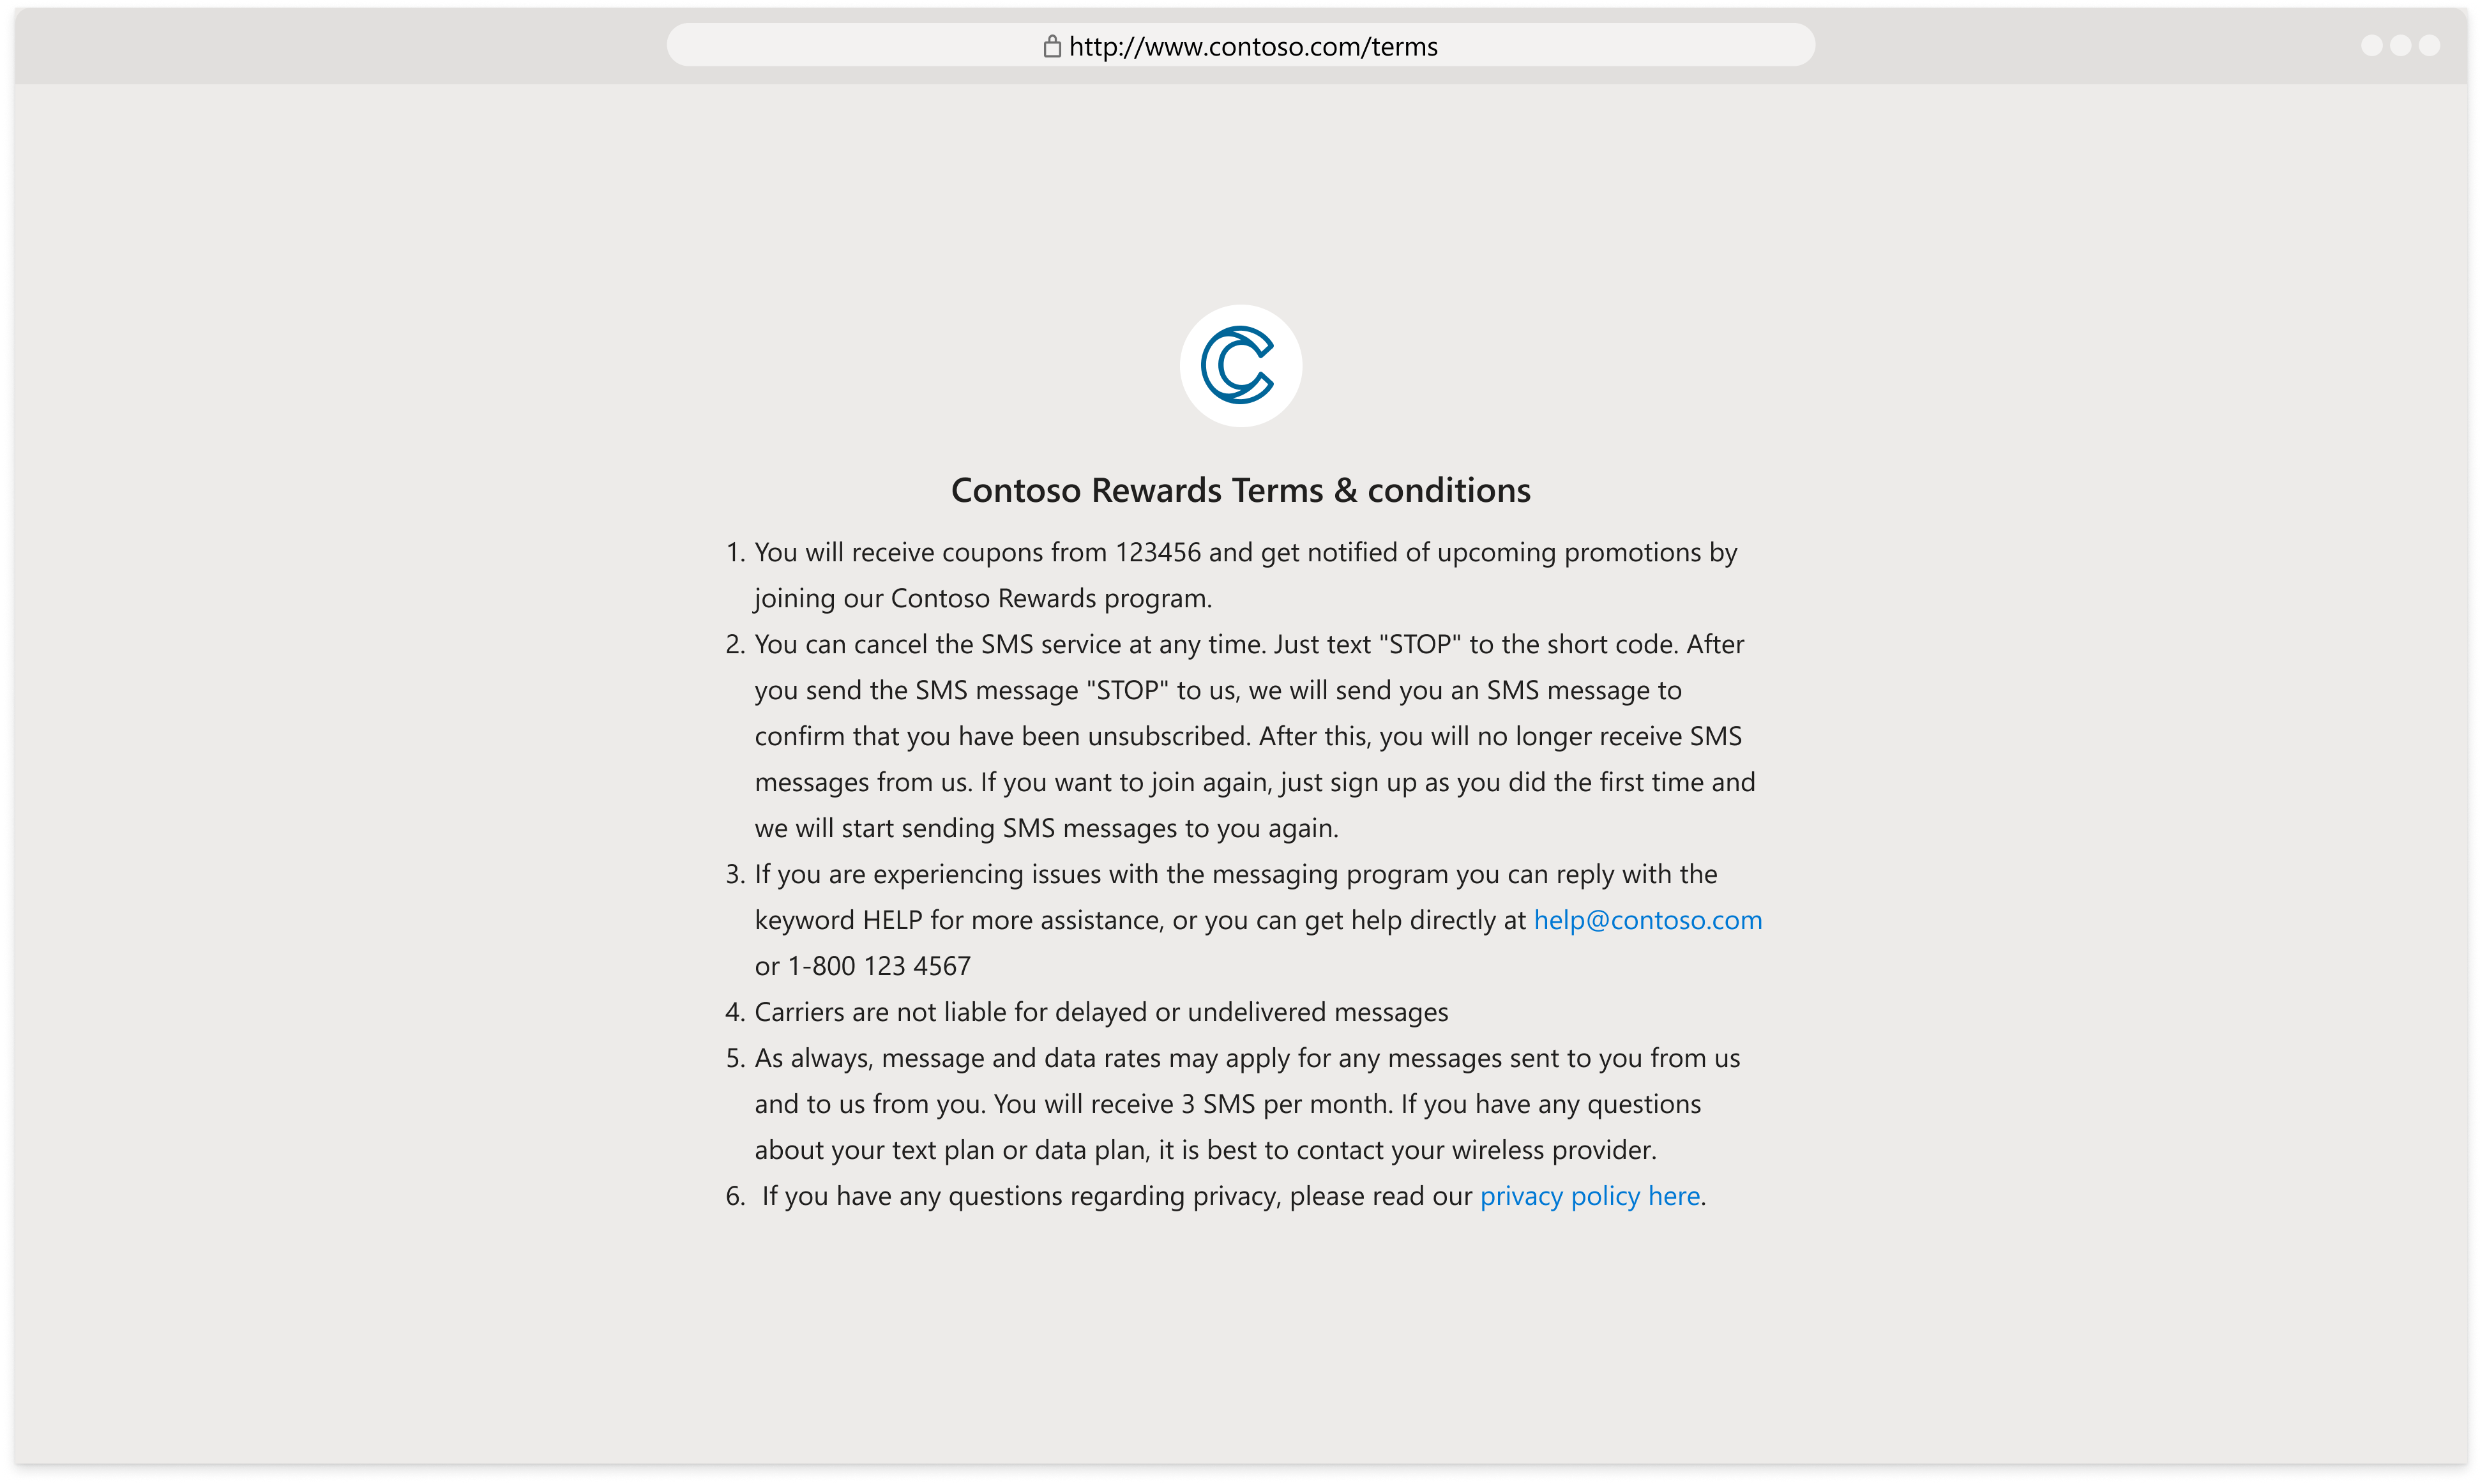 http://www.contoso.com/terms
Contoso Rewards Terms & conditions
1. You will receive coupons from 123456 and get notified of upcoming promotions by
joining our Contoso Rewards program.
2. You can cancel the SMS service at any time. Just text "STOP" to the short code. After
you send the SMS message "STOP" to us, we will send you an SMS message to
confirm that you have been unsubscribed. After this, you will no longer receive SMS
messages from us. If you want to join again, just sign up as you did the first time and
we will start sending SMS messages to you again.
3. If you are experiencing issues with the messaging program you can reply with the
keyword HELP for more assistance, or you can get help directly at help@contoso.com
or 1-800 123 4567
4. Carriers are not liable for delayed or undelivered messages
5. As always, message and data rates may apply for any messages sent to you from us
and to us from you. You will receive 3 SMS per month. If you have any questions
about your text plan or data plan, it is best to contact your wireless provider.
6. If you have any questions regarding privacy, please read our privacy policy here.